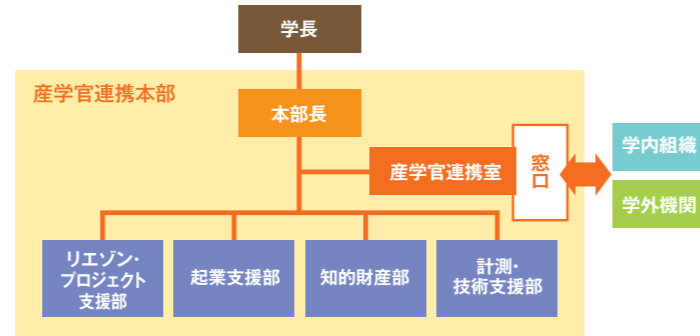 学長
産学官連携本部
本部長
産学官連携室
窓口
学内組織
学外機関
リエゾン・
プロジェクト
支援部
起業支援部
知的財産部
計測・
技術支援部